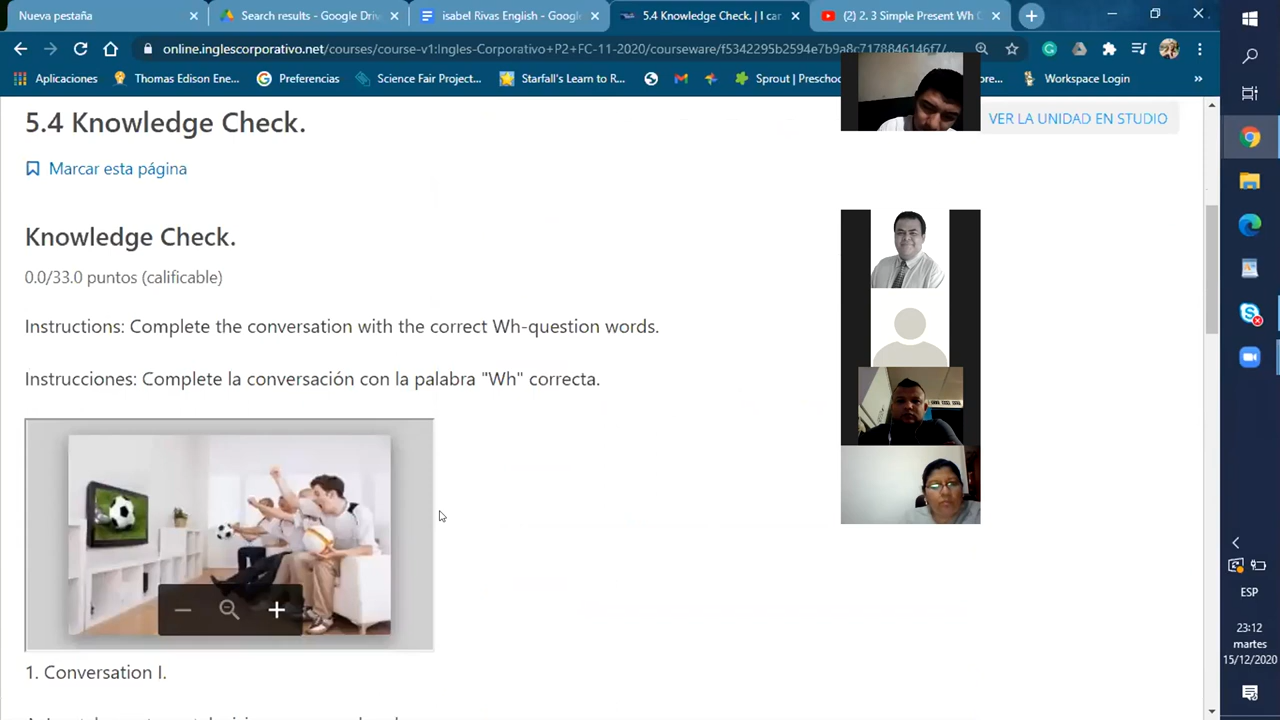 Nueva pestaña
Search results - Google Driv
isabel Rivas English - Google
5.4 Knowledge Check. | I can
(2) 2. 3 Simple Present Wh C
online.inglescorporativo.net/courses/course-v1:Ingles-Corporativo+P2+FC-11-2020/courseware/f5342295b2594e7b9a8c7178846146f7/...
Aplicaciones
Thomas Edison Ene...
Preferencias
Science Fair Project...
Starfall's Learn to R...
Sprout | Preschoo
ore...
Workspace Login
»
5.4 Knowledge Check.
VER LA UNIDAD EN STUDIO
Marcar esta página
Knowledge Check.
0.0/33.0 puntos (calificable)
Instructions: Complete the conversation with the correct Wh-question words.
Instrucciones: Complete la conversación con la palabra "Wh" correcta.
1. Conversation I.
ESP
23:12
martes
15/12/2020